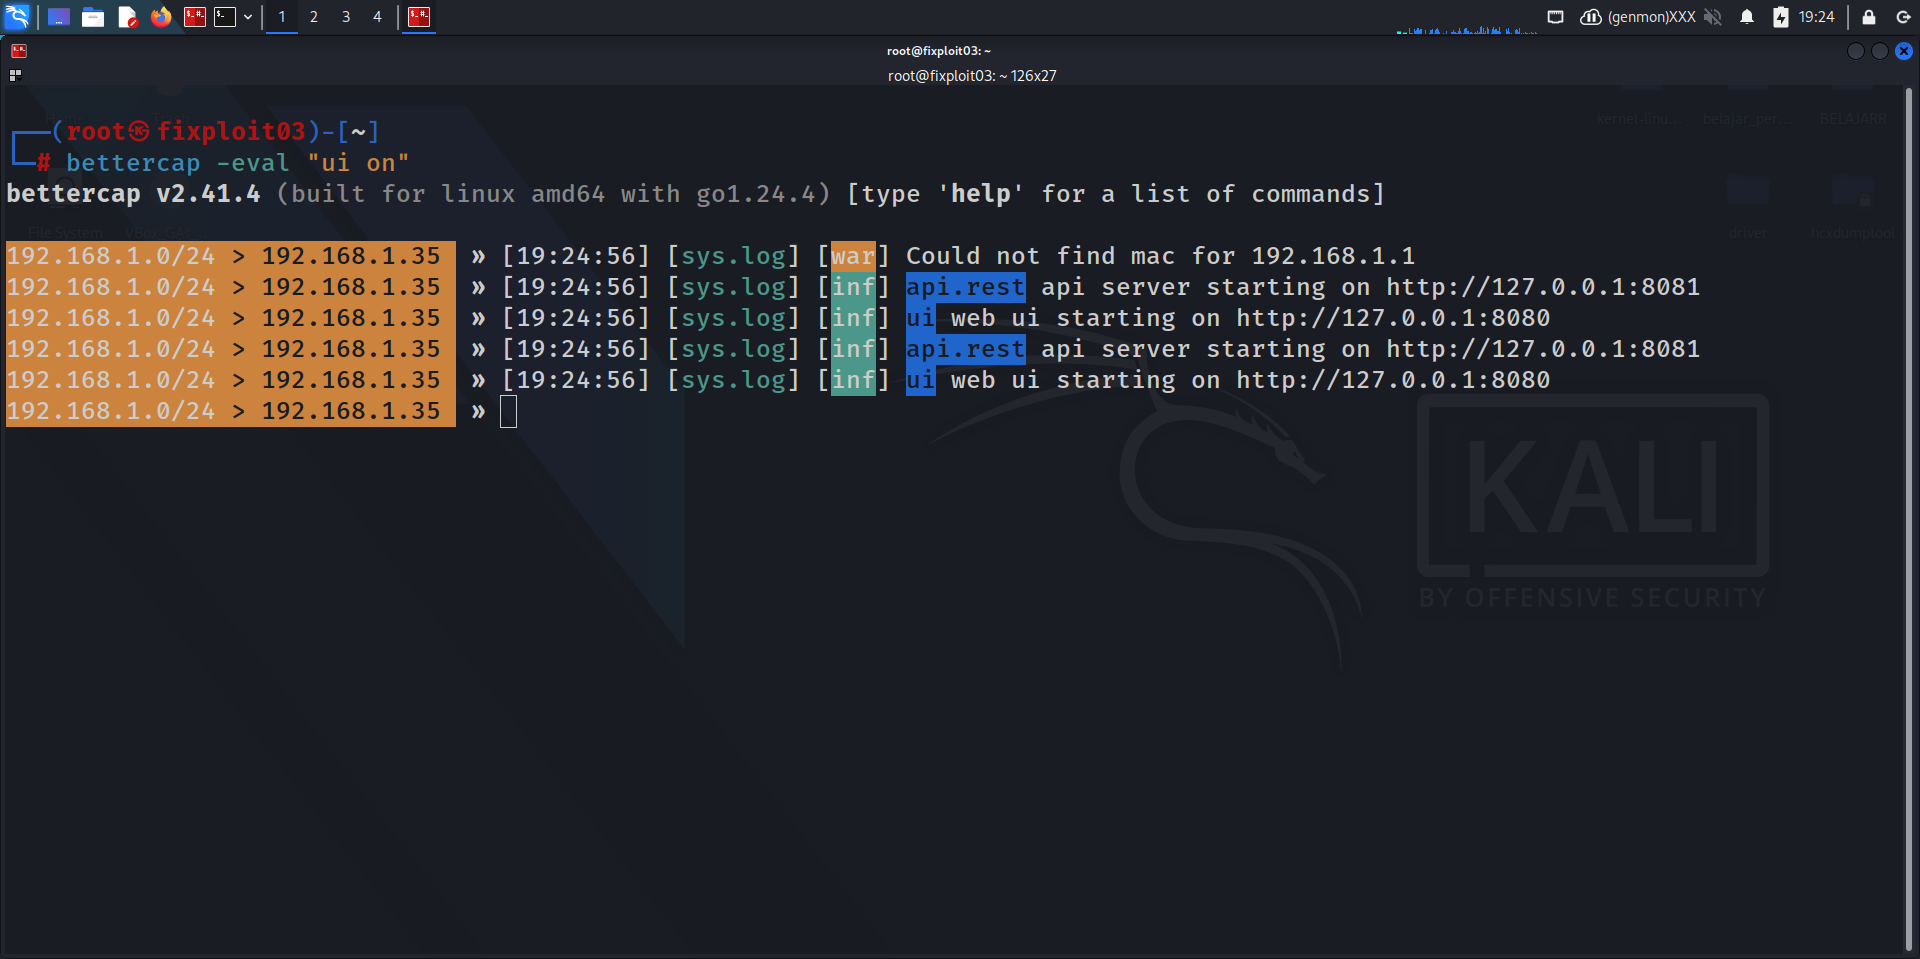 1 2 3 4 (genmon)XXX 19:24
root@fixploit03: ~
root@fixploit03: ~ 126x27
kernel-linu... belajar_per... BELAJARR
┌──(root㉿fixploit03)-[~]
└─# bettercap -eval "ui on"
bettercap v2.41.4 (built for linux amd64 with go1.24.4) [type 'help' for a list of commands]
File System VBox_GAs_... driver hcxdumptool
192.168.1.0/24 > 192.168.1.35 » [19:24:56] [sys.log] [war] Could not find mac for 192.168.1.1
192.168.1.0/24 > 192.168.1.35 » [19:24:56] [sys.log] [inf] api.rest api server starting on http://127.0.0.1:8081
192.168.1.0/24 > 192.168.1.35 » [19:24:56] [sys.log] [inf] ui web ui starting on http://127.0.0.1:8080
192.168.1.0/24 > 192.168.1.35 » [19:24:56] [sys.log] [inf] api.rest api server starting on http://127.0.0.1:8081
192.168.1.0/24 > 192.168.1.35 » [19:24:56] [sys.log] [inf] ui web ui starting on http://127.0.0.1:8080
192.168.1.0/24 > 192.168.1.35 »
KALI
BY OFFENSIVE SECURITY